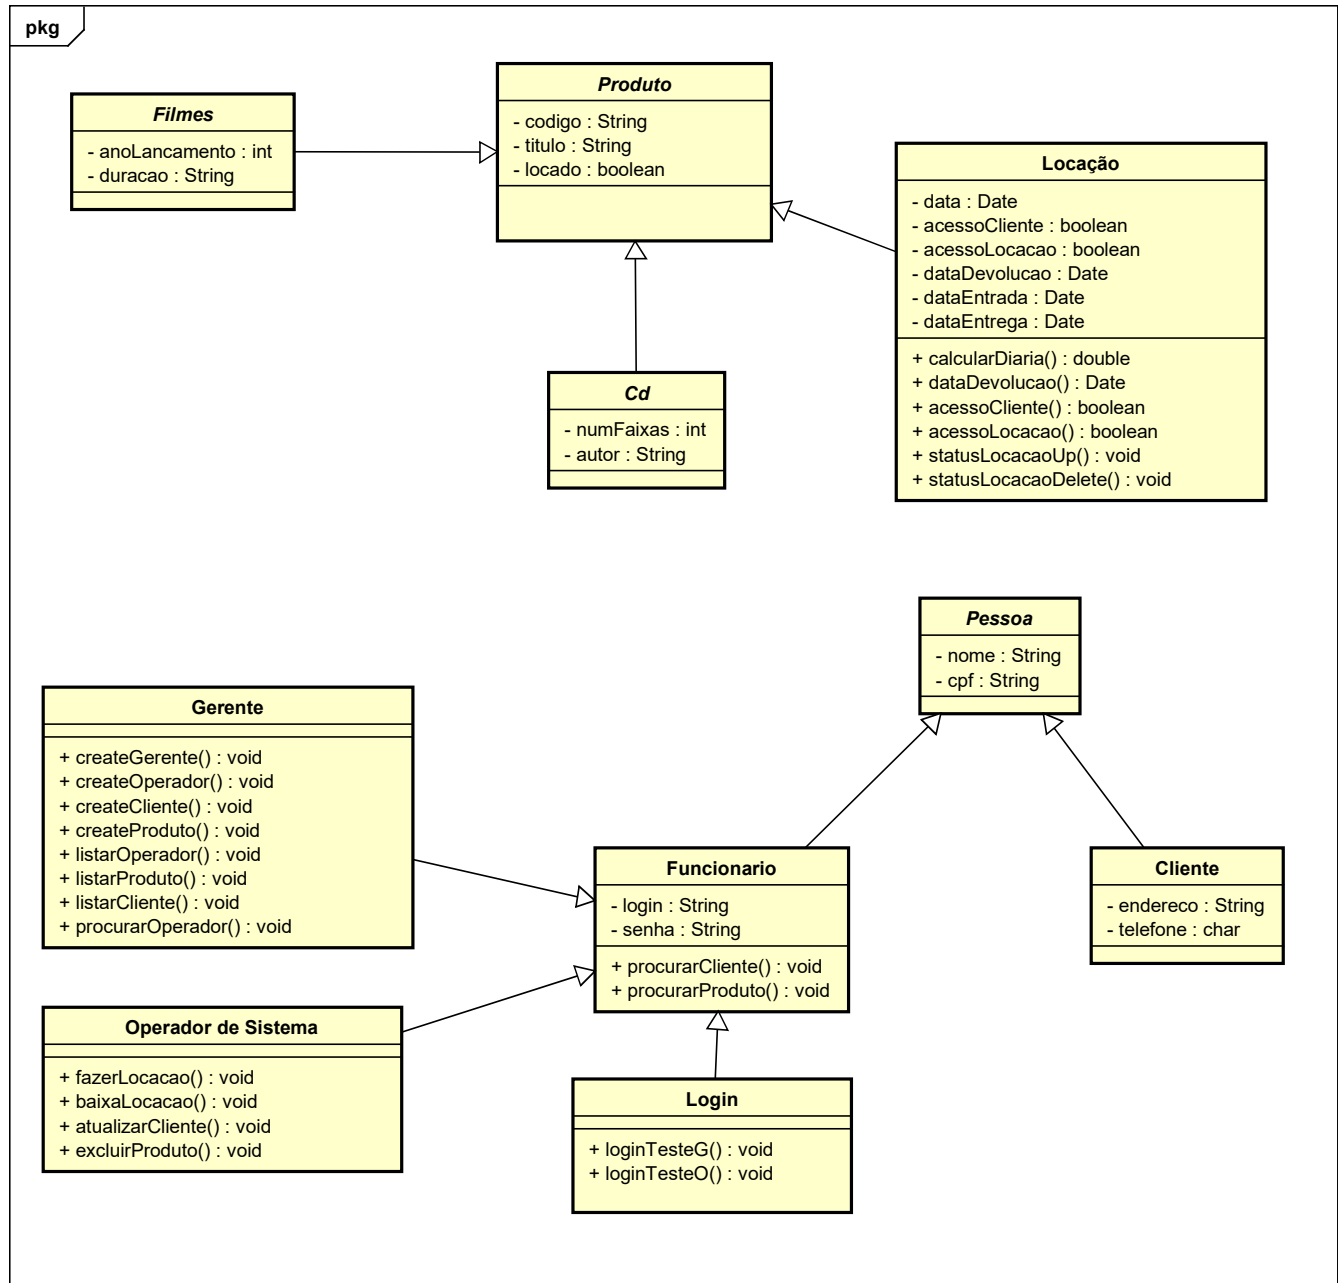 pkg
Filmes
- anoLancamento : int
- duracao : String
Produto
- codigo : String
- titulo : String
- locado : boolean
Locação
- data : Date
- acessoCliente : boolean
- acessoLocacao : boolean
- dataDevolucao : Date
- dataEntrada : Date
- dataEntrega : Date
+ calcularDiaria() : double
+ dataDevolucao() : Date
+ acessoCliente() : boolean
+ acessoLocacao() : boolean
+ statusLocacaoUp() : void
+ statusLocacaoDelete() : void
Cd
- numFaixas : int
- autor : String
Pessoa
- nome : String
- cpf : String
Gerente
+ createGerente() : void
+ createOperador() : void
+ createCliente() : void
+ createProduto() : void
+ listarOperador() : void
+ listarProduto() : void
+ listarCliente() : void
+ procurarOperador() : void
Funcionario
- login : String
- senha : String
+ procurarCliente() : void
+ procurarProduto() : void
Cliente
- endereco : String
- telefone : char
Operador de Sistema
+ fazerLocacao() : void
+ baixaLocacao() : void
+ atualizarCliente() : void
+ excluirProduto() : void
Login
+ loginTesteG() : void
+ loginTesteO() : void